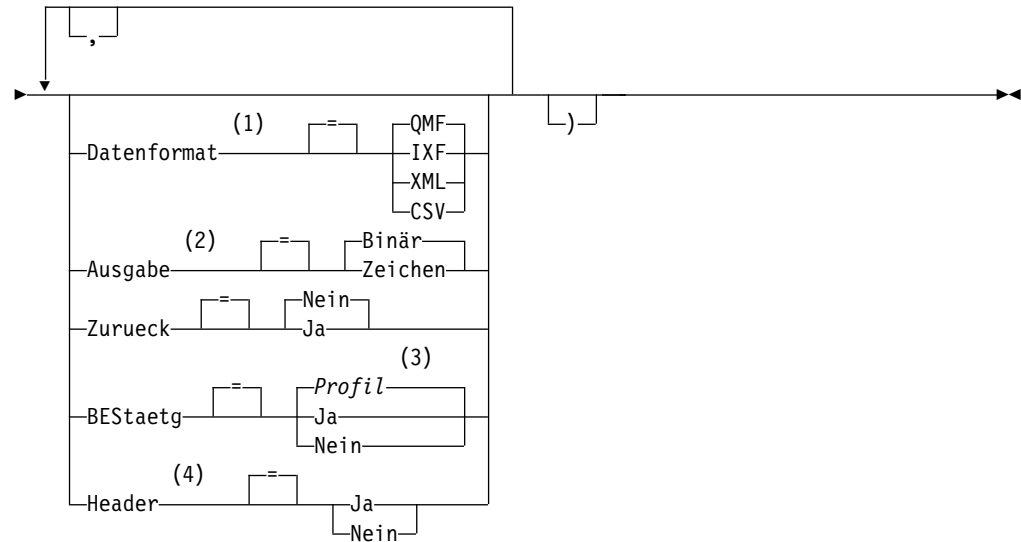 ,
(1) = QMF
Datenformat IXF
XML
CSV
(2) = Binär
Ausgabe Zeichen
= Nein
Zurueck Ja
(3)
= Profil
BEStaetg Ja
Nein
(4) =
Header Ja
Nein
)